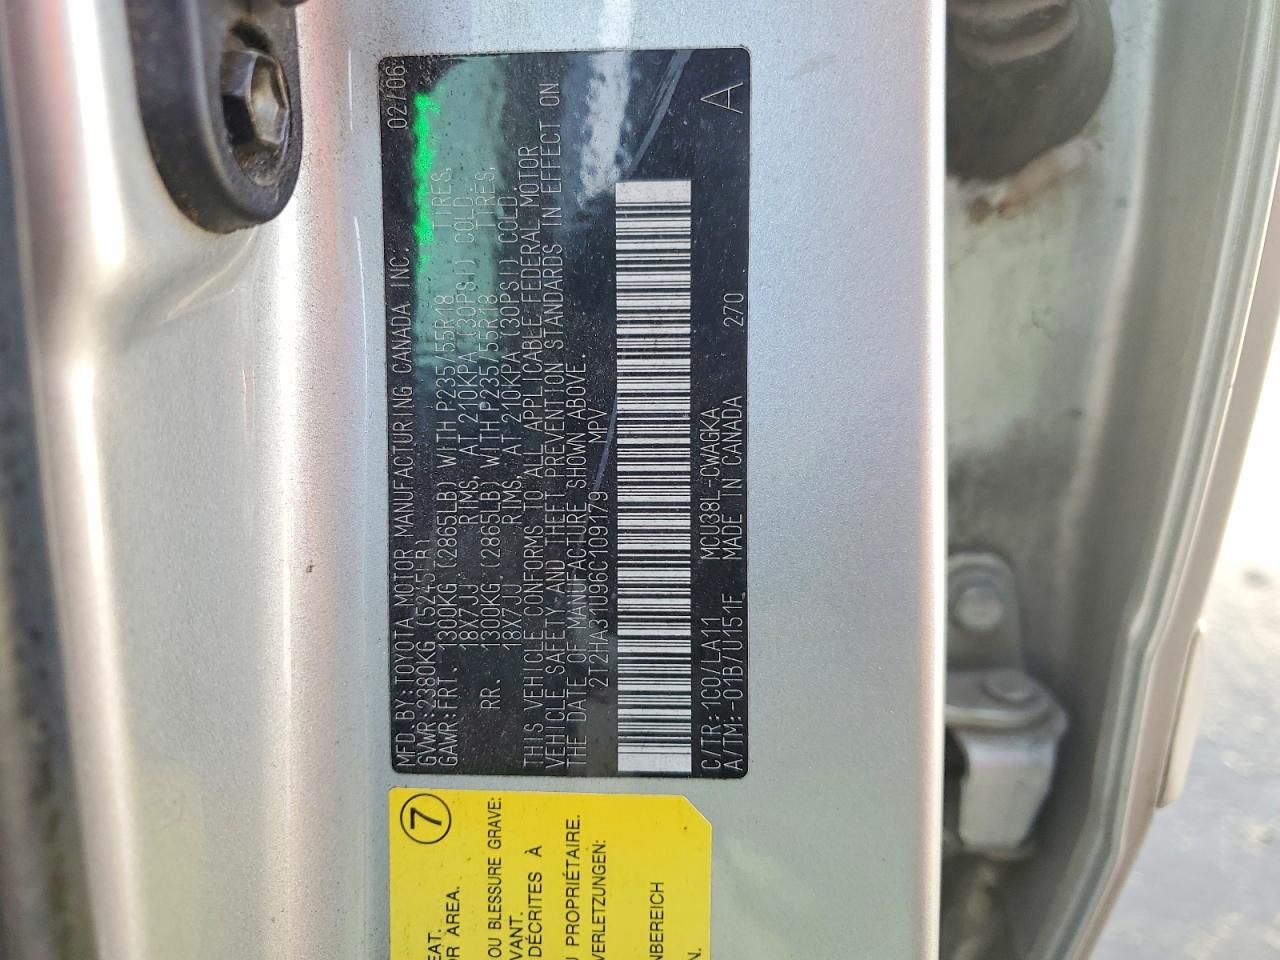 MFD.BY:TOYOTA MOTOR MANUFACTURING CANADA INC. 02/06
GVWR:2380KG (5245LB)
GAWR:FRT. 1300KG (2865LB) WITH P235/55R18 TIRES,
18X7JJ RIMS, AT 210KPA (30PSI) COLD.
RR. 1300KG (2865LB) WITH P235/55R18 TIRES,
18X7JJ RIMS, AT 210KPA (30PSI) COLD.
THIS VEHICLE CONFORMS TO ALL APPLICABLE FEDERAL MOTOR
VEHICLE SAFETY AND THEFT PREVENTION STANDARDS IN EFFECT ON
THE DATE OF MANUFACTURE SHOWN ABOVE.
2T2HA31U96C109179 MPV
C/TR:1C0/LA11 MCU38L-CWAGKA 270 A
A/TM:-01B/U151F MADE IN CANADA
7
EAT.
R AREA.
OU BLESSURE GRAVE:
VANT.
DÉCRITES À
U PROPRIÉTAIRE.
VERLETZUNGEN:
NBEREICH
N.